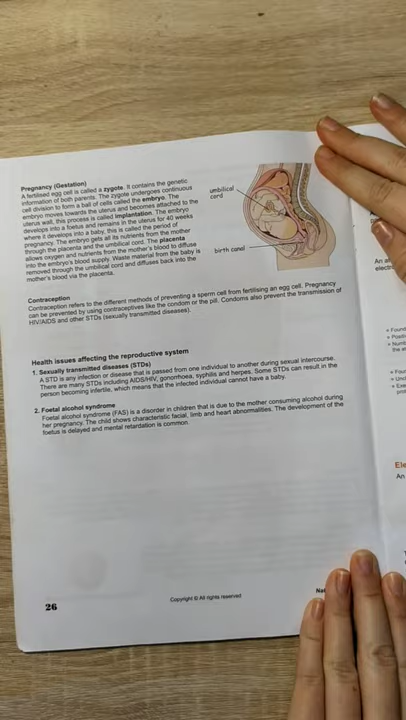 Pregnancy (Gestation)
A fertilised egg cell is called a zygote. It contains the genetic
information of both parents. The zygote undergoes continuous
cell division to form a ball of cells called the embryo. The
embryo moves towards the uterus and becomes attached to the
uterus wall, this process is called implantation. The embryo
develops into a foetus and remains in the uterus for 40 weeks
where it develops into a baby, this is called the period of
pregnancy. The embryo gets all its nutrients from the mother
through the placenta and the umbilical cord. The placenta
allows oxygen and nutrients from the mother's blood to diffuse
into the embryo's blood supply. Waste material from the baby is
removed through the umbilical cord and diffuses back into the
mother's blood via the placenta.
umbilical
cord
birth canal
Contraception
Contraception refers to the different methods of preventing a sperm cell from fertilising an egg cell. Pregnancy
can be prevented by using contraceptives like the condom or the pill. Condoms also prevent the transmission of
HIV/AIDS and other STDs (sexually transmitted diseases).
Health issues affecting the reproductive system
1. Sexually transmitted diseases (STDs)
A STD is any infection or disease that is passed from one individual to another during sexual intercourse.
There are many STDs including AIDS/HIV, gonorrhoea, syphilis and herpes. Some STDs can result in the
person becoming infertile, which means that the infected individual cannot have a baby.
2. Foetal alcohol syndrome
Foetal alcohol syndrome (FAS) is a disorder in children that is due to the mother consuming alcohol during
her pregnancy. The child shows characteristic facial, limb and heart abnormalities. The development of the
foetus is delayed and mental retardation is common.
26
Copyright © All rights reserved
Nat
An a
electr
Found
Positi
Numb
the a
Four
Unc
Exa
Ele
An